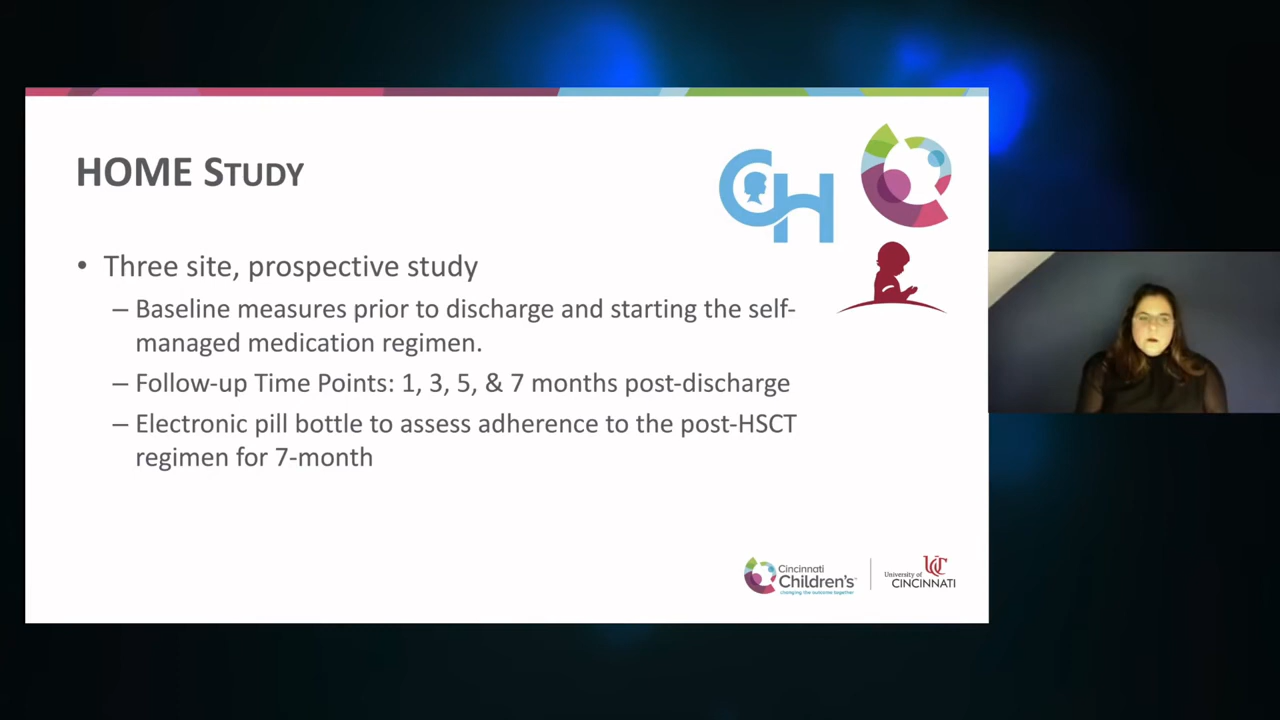 HOME STUDY
CH
• Three site, prospective study
– Baseline measures prior to discharge and starting the self-
managed medication regimen.
– Follow-up Time Points: 1, 3, 5, & 7 months post-discharge
– Electronic pill bottle to assess adherence to the post-HSCT
regimen for 7-month
Cincinnati
Children's
changing the outcome together
UC
University of
CINCINNATI